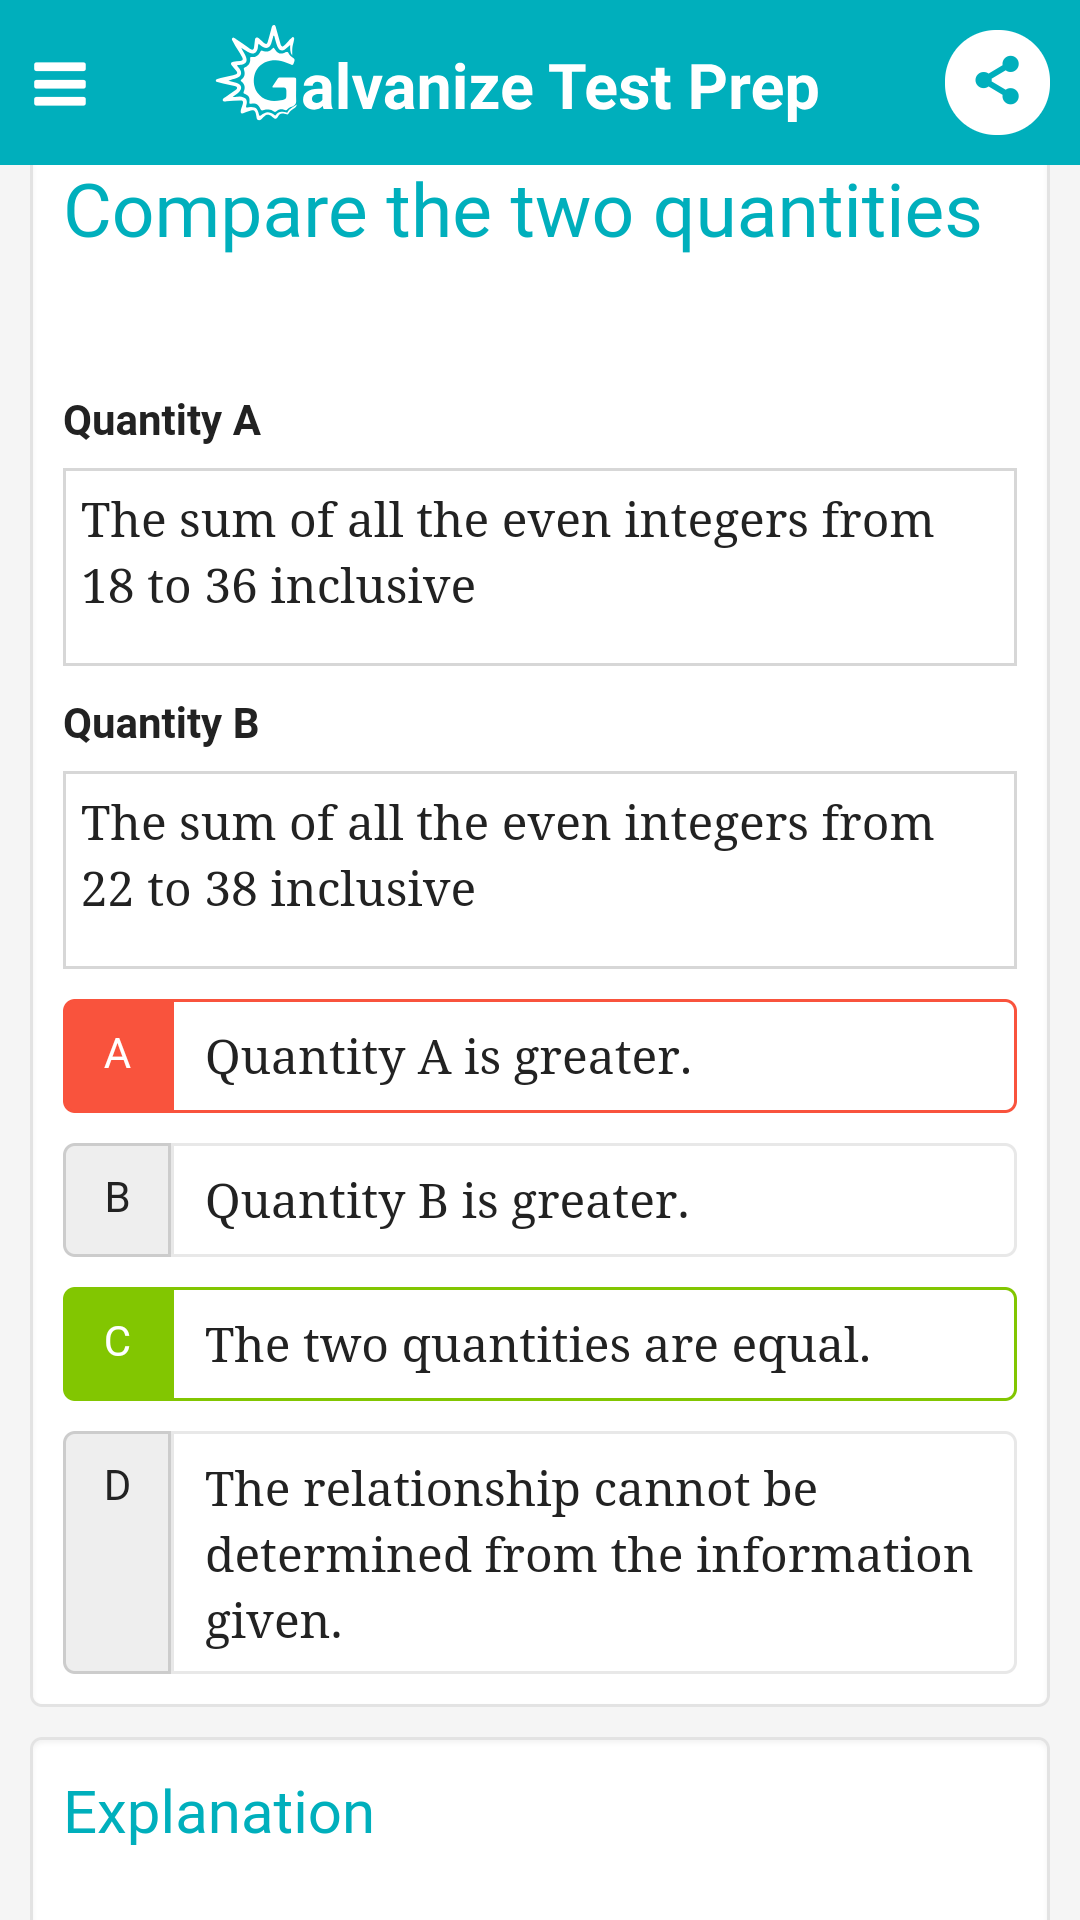 Galvanize Test Prep
Compare the two quantities
Quantity A
The sum of all the even integers from
18 to 36 inclusive
Quantity B
The sum of all the even integers from
22 to 38 inclusive
A Quantity A is greater.
B Quantity B is greater.
C The two quantities are equal.
D The relationship cannot be
determined from the information
given.
Explanation